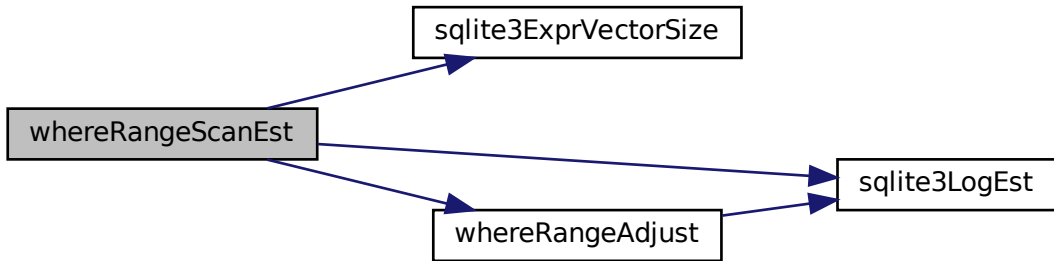 sqlite3ExprVectorSize
whereRangeScanEst
sqlite3LogEst
whereRangeAdjust